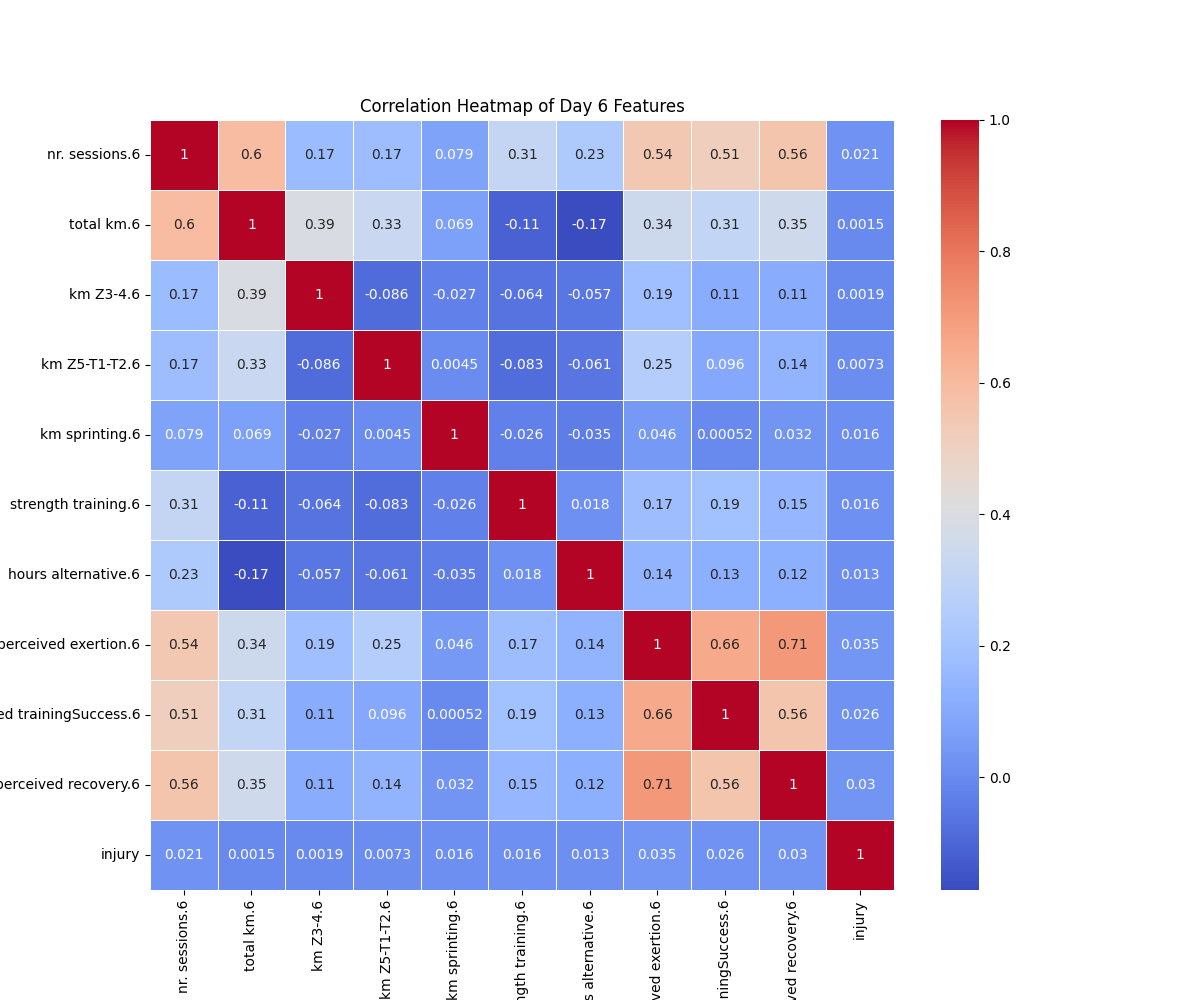 Correlation Heatmap of Day 6 Features
nr. sessions.6 1 0.6 0.17 0.17 0.079 0.31 0.23 0.54 0.51 0.56 0.021
total km.6 0.6 1 0.39 0.33 0.069 -0.11 -0.17 0.34 0.31 0.35 0.0015
km Z3-4.6 0.17 0.39 1 -0.086 -0.027 -0.064 -0.057 0.19 0.11 0.11 0.0019
km Z5-T1-T2.6 0.17 0.33 -0.086 1 0.0045 -0.083 -0.061 0.25 0.096 0.14 0.0073
km sprinting.6 0.079 0.069 -0.027 0.0045 1 -0.026 -0.035 0.046 0.00052 0.032 0.016
strength training.6 0.31 -0.11 -0.064 -0.083 -0.026 1 0.018 0.17 0.19 0.15 0.016
hours alternative.6 0.23 -0.17 -0.057 -0.061 -0.035 0.018 1 0.14 0.13 0.12 0.013
perceived exertion.6 0.54 0.34 0.19 0.25 0.046 0.17 0.14 1 0.66 0.71 0.035
ed trainingSuccess.6 0.51 0.31 0.11 0.096 0.00052 0.19 0.13 0.66 1 0.56 0.026
perceived recovery.6 0.56 0.35 0.11 0.14 0.032 0.15 0.12 0.71 0.56 1 0.03
injury 0.021 0.0015 0.0019 0.0073 0.016 0.016 0.013 0.035 0.026 0.03 1
nr. sessions.6
total km.6
km Z3-4.6
km Z5-T1-T2.6
km sprinting.6
ngth training.6
s alternative.6
ved exertion.6
ningSuccess.6
ved recovery.6
injury
1.0
0.8
0.6
0.4
0.2
0.0